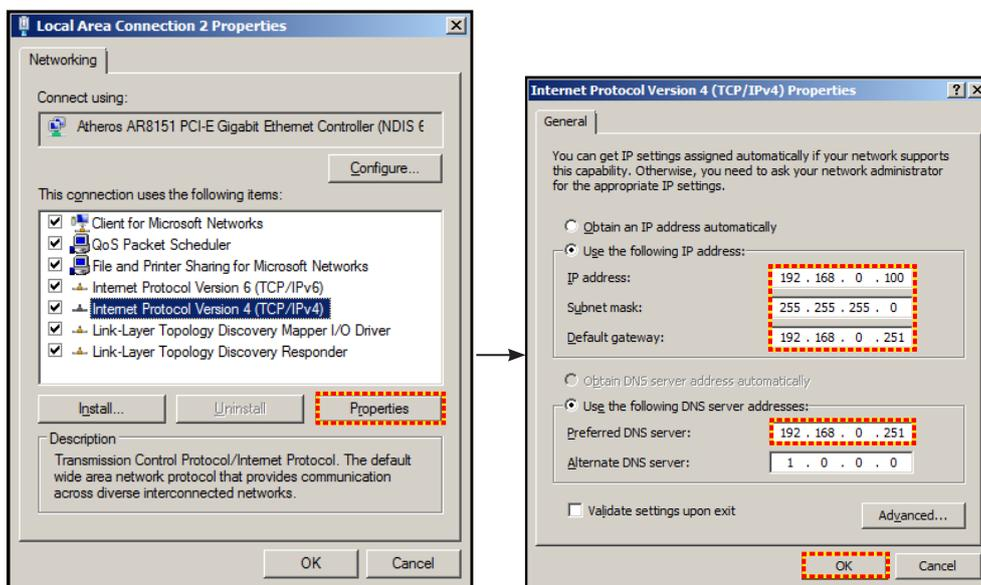 Local Area Connection 2 Properties
Networking
Connect using:
Atheros AR8151 PCI-E Gigabit Ethernet Controller (NDIS 6
Configure...
This connection uses the following items:
Client for Microsoft Networks
QoS Packet Scheduler
File and Printer Sharing for Microsoft Networks
Internet Protocol Version 6 (TCP/IPv6)
Internet Protocol Version 4 (TCP/IPv4)
Link-Layer Topology Discovery Mapper I/O Driver
Link-Layer Topology Discovery Responder
Install...
Uninstall
Properties
Description
Transmission Control Protocol/Internet Protocol. The default
wide area network protocol that provides communication
across diverse interconnected networks.
OK
Cancel
Internet Protocol Version 4 (TCP/IPv4) Properties
General
You can get IP settings assigned automatically if your network supports
this capability. Otherwise, you need to ask your network administrator
for the appropriate IP settings.
Obtain an IP address automatically
Use the following IP address:
IP address: 192 . 168 . 0 . 100
Subnet mask: 255 . 255 . 255 . 0
Default gateway: 192 . 168 . 0 . 251
Obtain DNS server address automatically
Use the following DNS server addresses:
Preferred DNS server: 192 . 168 . 0 . 251
Alternate DNS server: 1 . 0 . 0 . 0
Validate settings upon exit
Advanced...
OK
Cancel